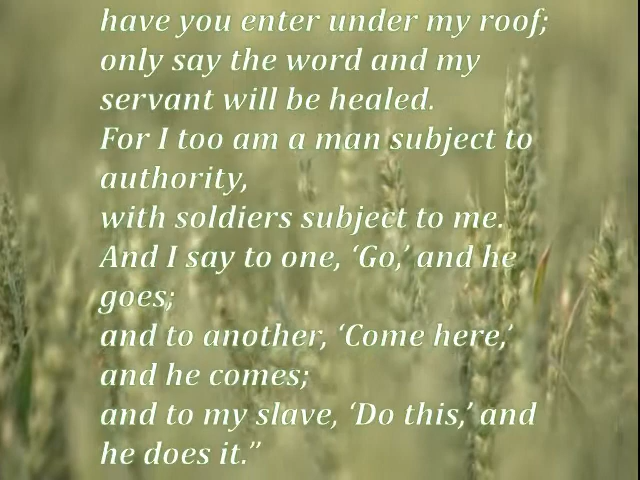 have you enter under my roof;
only say the word and my
servant will be healed.
For I too am a man subject to
authority,
with soldiers subject to me.
And I say to one, ‘Go,’ and he
goes;
and to another, ‘Come here,’
and he comes;
and to my slave, ‘Do this,’ and
he does it.”